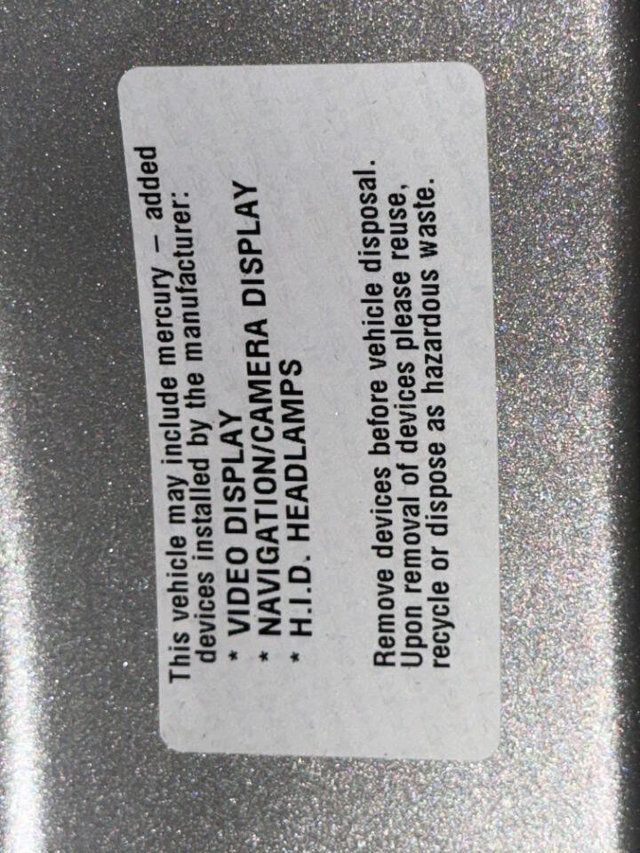 This vehicle may include mercury – added
devices installed by the manufacturer:
* VIDEO DISPLAY
* NAVIGATION/CAMERA DISPLAY
* H.I.D. HEADLAMPS
Remove devices before vehicle disposal.
Upon removal of devices please reuse,
recycle or dispose as hazardous waste.